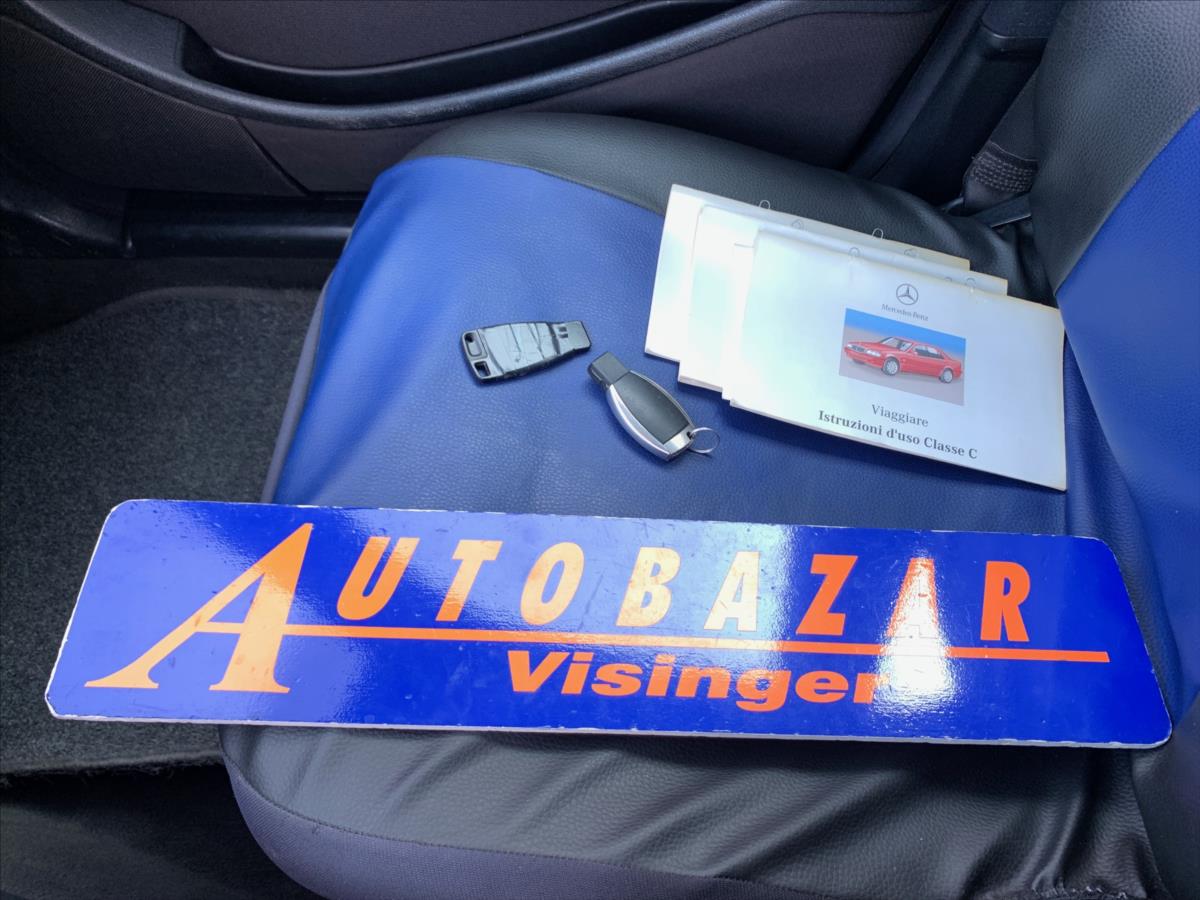 Mercedes-Benz
Viaggiare
Istruzioni d'uso Classe C
AUTOBAZAR
Visinger